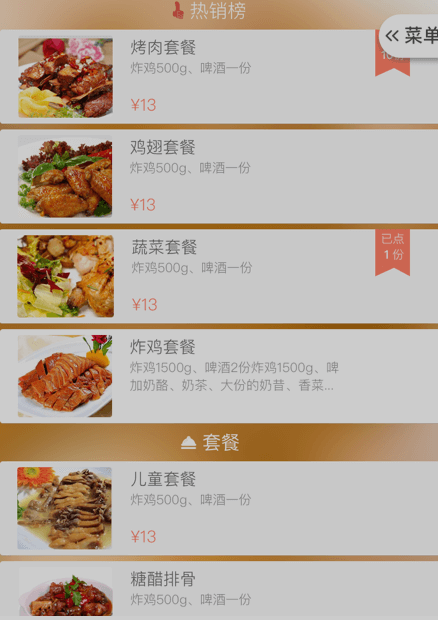 热销榜
菜单
烤肉套餐
炸鸡500g、啤酒一份
¥13
鸡翅套餐
炸鸡500g、啤酒一份
¥13
蔬菜套餐
炸鸡500g、啤酒一份
¥13
已点
1 份
炸鸡套餐
炸鸡1500g、啤酒2份炸鸡1500g、啤
加奶酪、奶茶、大份的奶昔、香菜...
套餐
儿童套餐
炸鸡500g、啤酒一份
¥13
糖醋排骨
炸鸡500g、啤酒一份